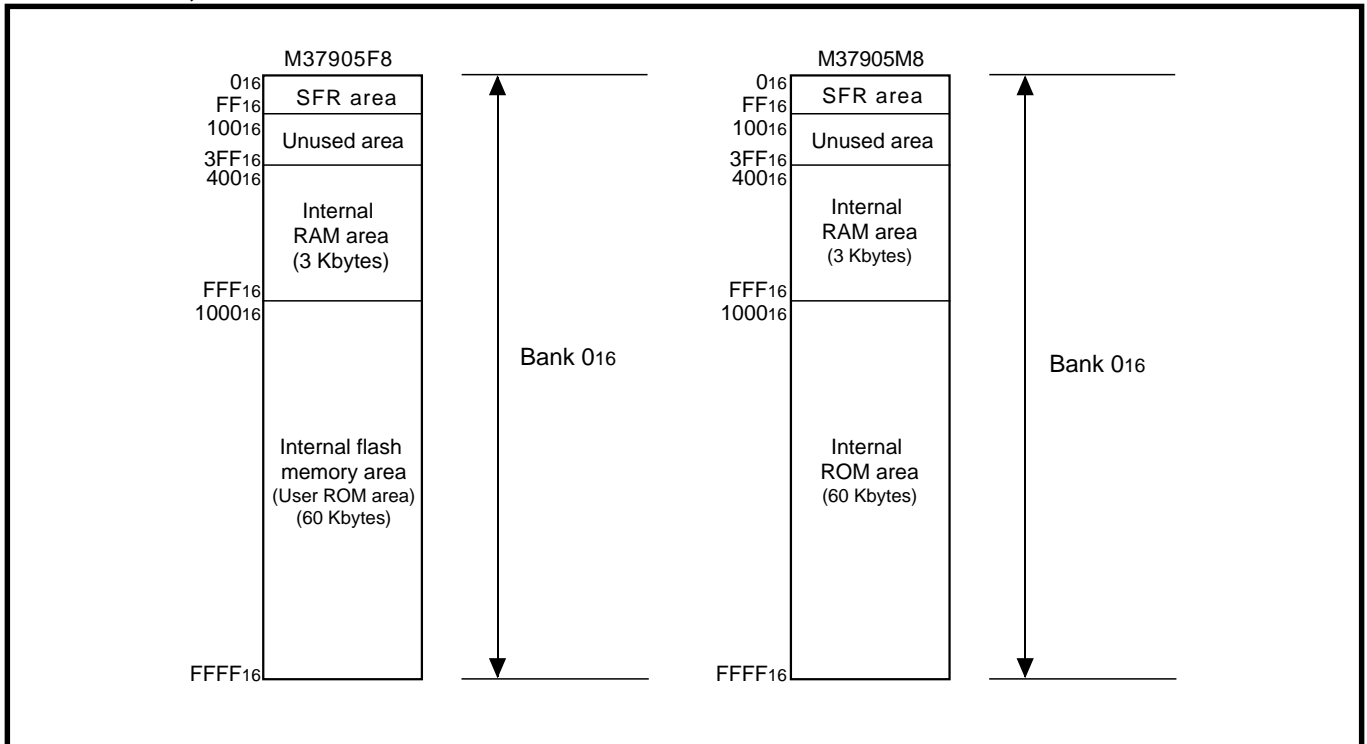 M37905F8
016
FF16
SFR area
10016
3FF16
Unused area
40016
FFF16
Internal
RAM area
(3 Kbytes)
100016
Internal flash
memory area
(User ROM area)
(60 Kbytes)
FFFF16
Bank 016
M37905M8
016
FF16
SFR area
10016
3FF16
Unused area
40016
FFF16
Internal
RAM area
(3 Kbytes)
100016
Internal
ROM area
(60 Kbytes)
FFFF16
Bank 016